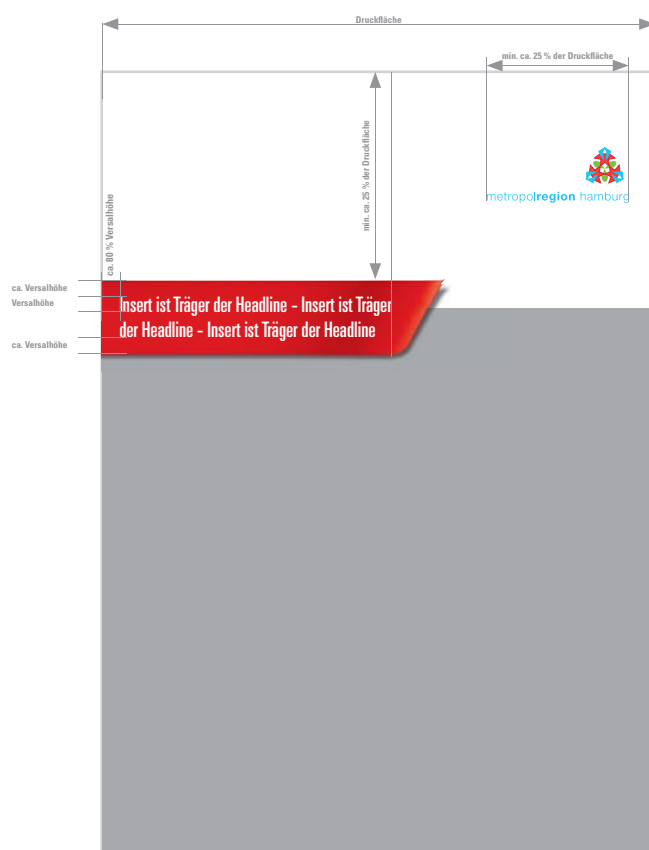 Druckfläche
min. ca. 25 % der Druckfläche
min. ca. 25 % der Druckfläche
metropolregion hamburg
ca. 80 % Versalhöhe
ca. Versalhöhe
Versalhöhe
ca. Versalhöhe
Insert ist Träger der Headline – Insert ist Träger
der Headline – Insert ist Träger der Headline